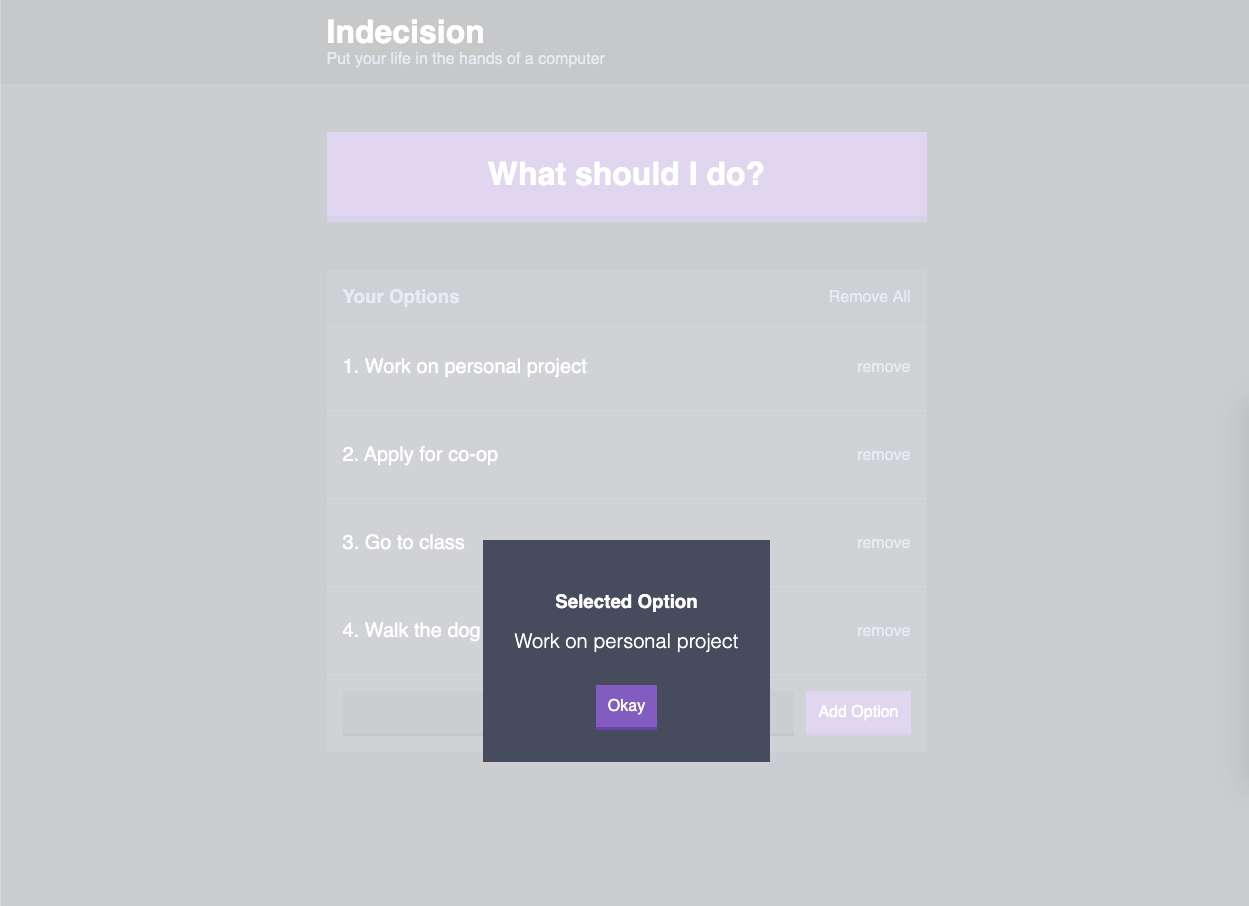 Indecision
Put your life in the hands of a computer
What should I do?
Your Options
Remove All
1. Work on personal project
remove
2. Apply for co-op
remove
3. Go to class
remove
4. Walk the dog
remove
Selected Option
Work on personal project
Okay
Add Option